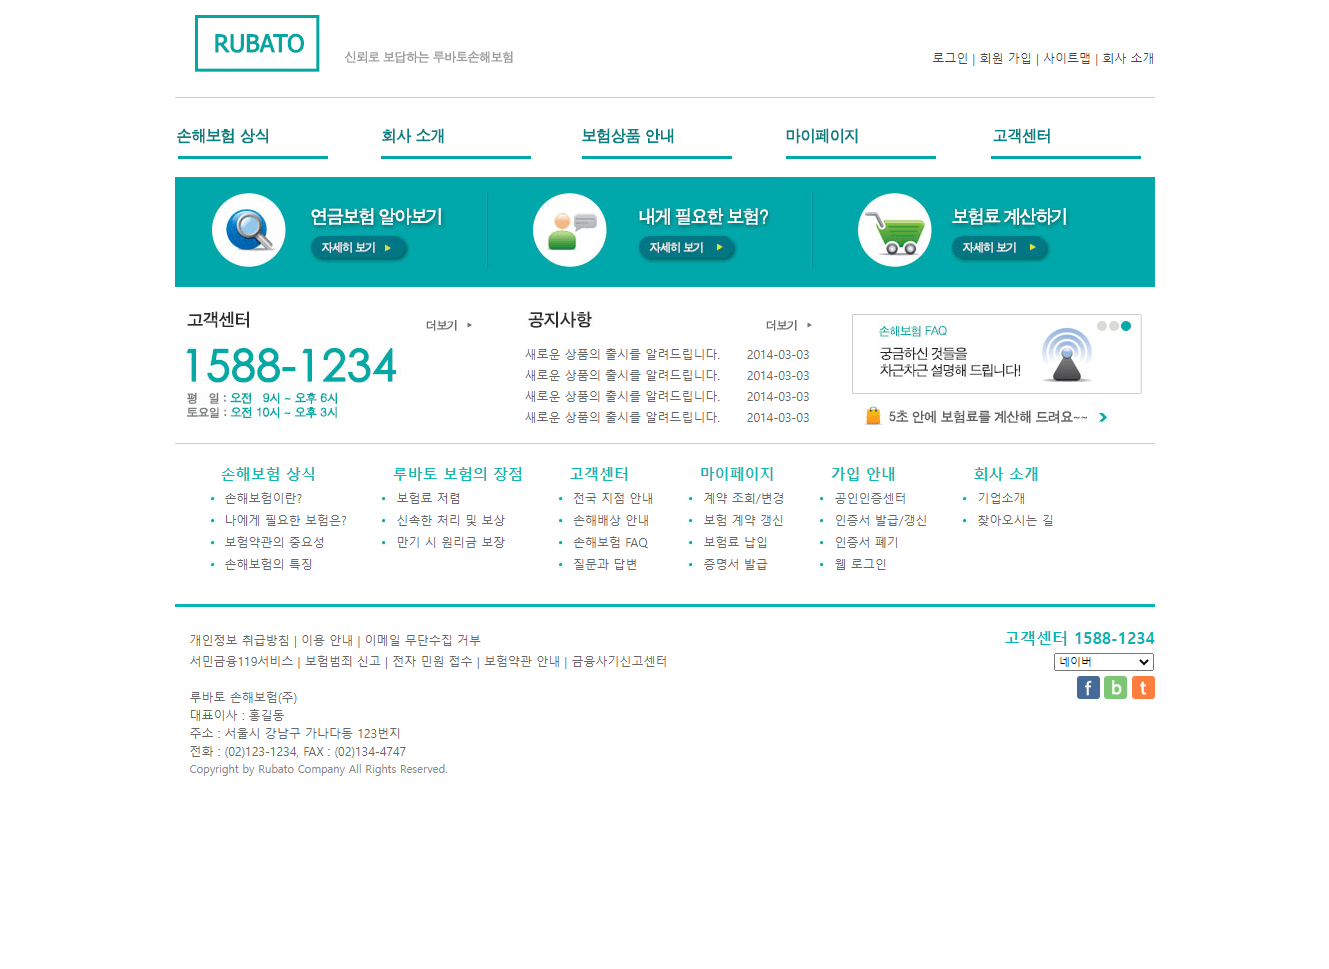 RUBATO
신뢰로 보답하는 루바토손해보험
로그인 | 회원 가입 | 사이트맵 | 회사 소개
손해보험 상식 회사 소개 보험상품 안내 마이페이지 고객센터
연금보험 알아보기 내게 필요한 보험? 보험료 계산하기
자세히 보기 자세히 보기 자세히 보기
고객센터 더보기
1588-1234
평 일 : 오전 9시 ~ 오후 6시
토요일 : 오전 10시 ~ 오후 3시
공지사항 더보기
새로운 상품의 출시를 알려드립니다. 2014-03-03
새로운 상품의 출시를 알려드립니다. 2014-03-03
새로운 상품의 출시를 알려드립니다. 2014-03-03
새로운 상품의 출시를 알려드립니다. 2014-03-03
손해보험 FAQ
궁금하신 것들을
차근차근 설명해 드립니다!
5초 안에 보험료를 계산해 드려요~~
손해보험 상식
손해보험이란?
나에게 필요한 보험은?
보험약관의 중요성
손해보험의 특징
루바토 보험의 장점
보험료 저렴
신속한 처리 및 보상
만기 시 원리금 보장
고객센터
전국 지점 안내
손해배상 안내
손해보험 FAQ
질문과 답변
마이페이지
계약 조회/변경
보험 계약 갱신
보험료 납입
증명서 발급
가입 안내
공인인증센터
인증서 발급/갱신
인증서 폐기
웹 로그인
회사 소개
기업소개
찾아오시는 길
개인정보 취급방침 | 이용 안내 | 이메일 무단수집 거부
서민금융119서비스 | 보험범죄 신고 | 전자 민원 접수 | 보험약관 안내 | 금융사기신고센터
루바토 손해보험(주)
대표이사 : 홍길동
주소 : 서울시 강남구 가나다동 123번지
전화 : (02)123-1234, FAX : (02)134-4747
Copyright by Rubato Company All Rights Reserved.
고객센터 1588-1234
네이버
f b t